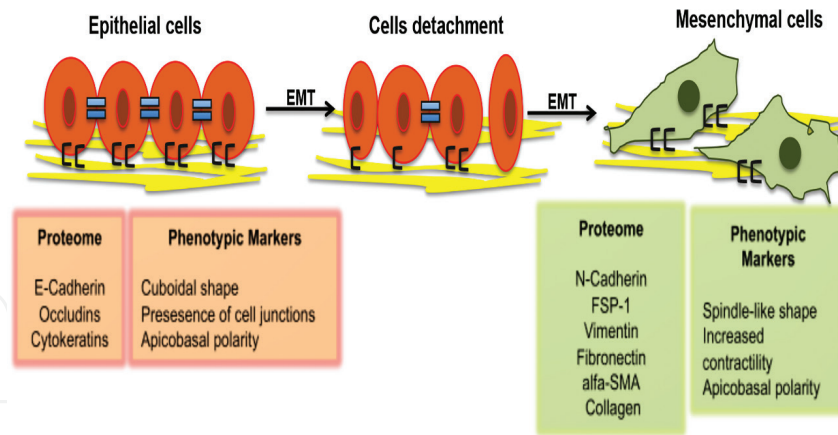 Epithelial cells
Cells detachment
Mesenchymal cells
EMT
EMT
Proteome
E-Cadherin
Occludins
Cytokeratins
Phenotypic Markers
Cuboidal shape
Presesence of cell junctions
Apicobasal polarity
Proteome
N-Cadherin
FSP-1
Vimentin
Fibronectin
alfa-SMA
Collagen
Phenotypic
Markers
Spindle-like shape
Increased
contractility
Apicobasal polarity